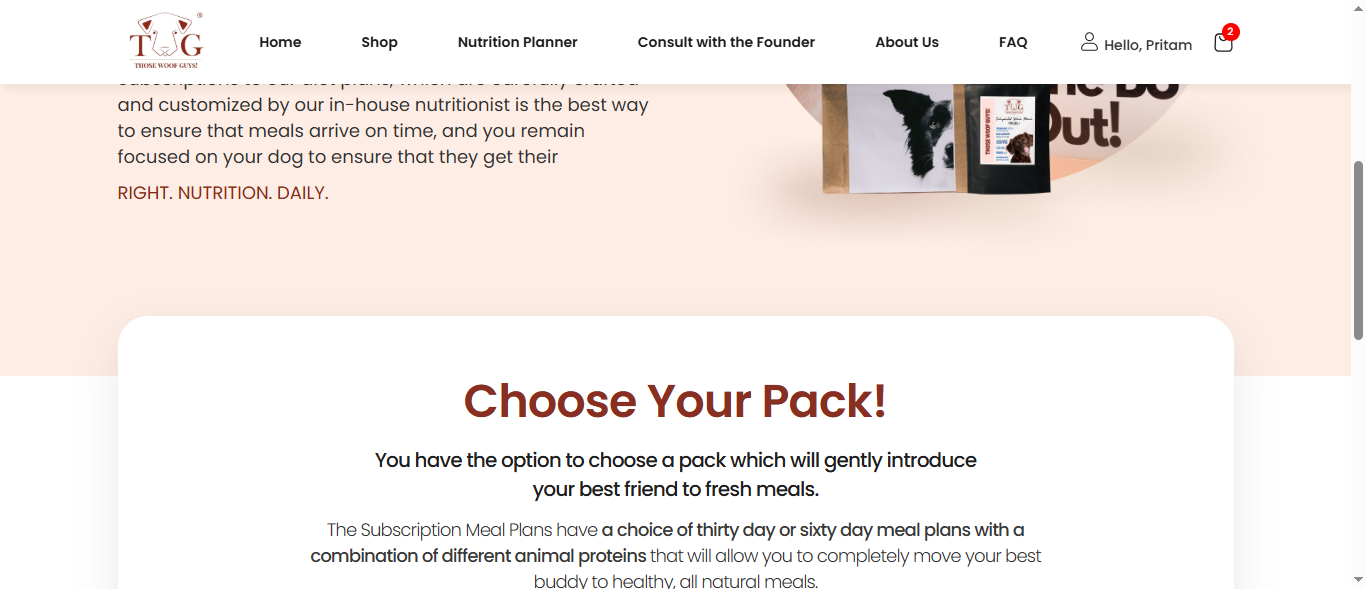 T G
®
THOSE WOOF GUYS!
Home
Shop
Nutrition Planner
Consult with the Founder
About Us
FAQ
Hello, Pritam
2
and customized by our in-house nutritionist is the best way
to ensure that meals arrive on time, and you remain
focused on your dog to ensure that they get their
RIGHT. NUTRITION. DAILY.
Out!
THOSE WOOF GUYS!
Choose Your Pack!
You have the option to choose a pack which will gently introduce
your best friend to fresh meals.
The Subscription Meal Plans have a choice of thirty day or sixty day meal plans with a
combination of different animal proteins that will allow you to completely move your best
buddy to healthy, all natural meals.